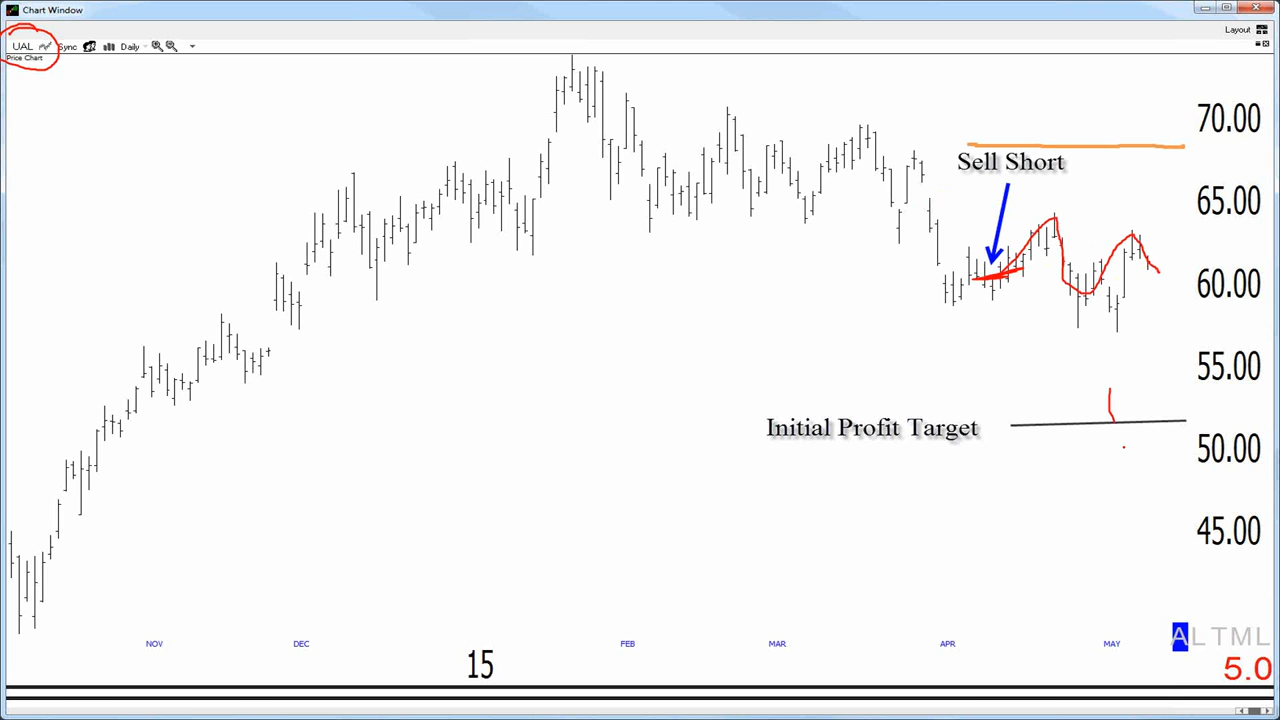 Chart Window
Layout
UAL Sync Daily
Price Chart
70.00
Sell Short
65.00
60.00
55.00
Initial Profit Target
50.00
45.00
NOV DEC FEB MAR APR MAY
15
ALTML
5.0